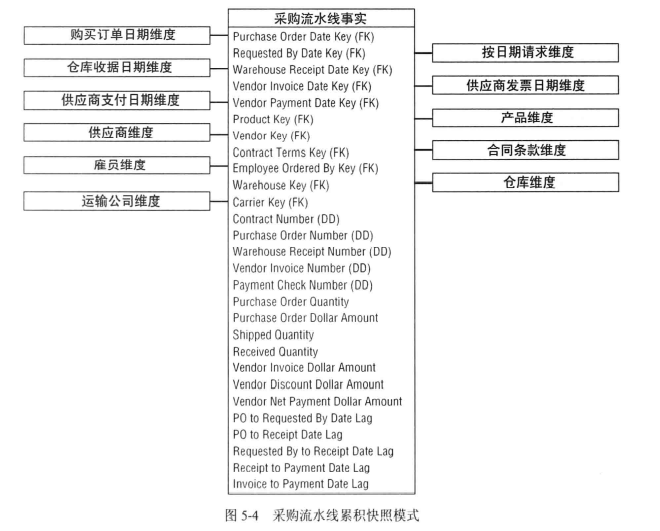 采购流水线事实
购买订单日期维度
仓库收据日期维度
供应商支付日期维度
供应商维度
雇员维度
运输公司维度
Purchase Order Date Key (FK)
Requested By Date Key (FK)
Warehouse Receipt Date Key (FK)
Vendor Invoice Date Key (FK)
Vendor Payment Date Key (FK)
Product Key (FK)
Vendor Key (FK)
Contract Terms Key (FK)
Employee Ordered By Key (FK)
Warehouse Key (FK)
Carrier Key (FK)
Contract Number (DD)
Purchase Order Number (DD)
Warehouse Receipt Number (DD)
Vendor Invoice Number (DD)
Payment Check Number (DD)
Purchase Order Quantity
Purchase Order Dollar Amount
Shipped Quantity
Received Quantity
Vendor Invoice Dollar Amount
Vendor Discount Dollar Amount
Vendor Net Payment Dollar Amount
PO to Requested By Date Lag
PO to Receipt Date Lag
Requested By to Receipt Date Lag
Receipt to Payment Date Lag
Invoice to Payment Date Lag
按日期请求维度
供应商发票日期维度
产品维度
合同条款维度
仓库维度
图 5-4 采购流水线累积快照模式